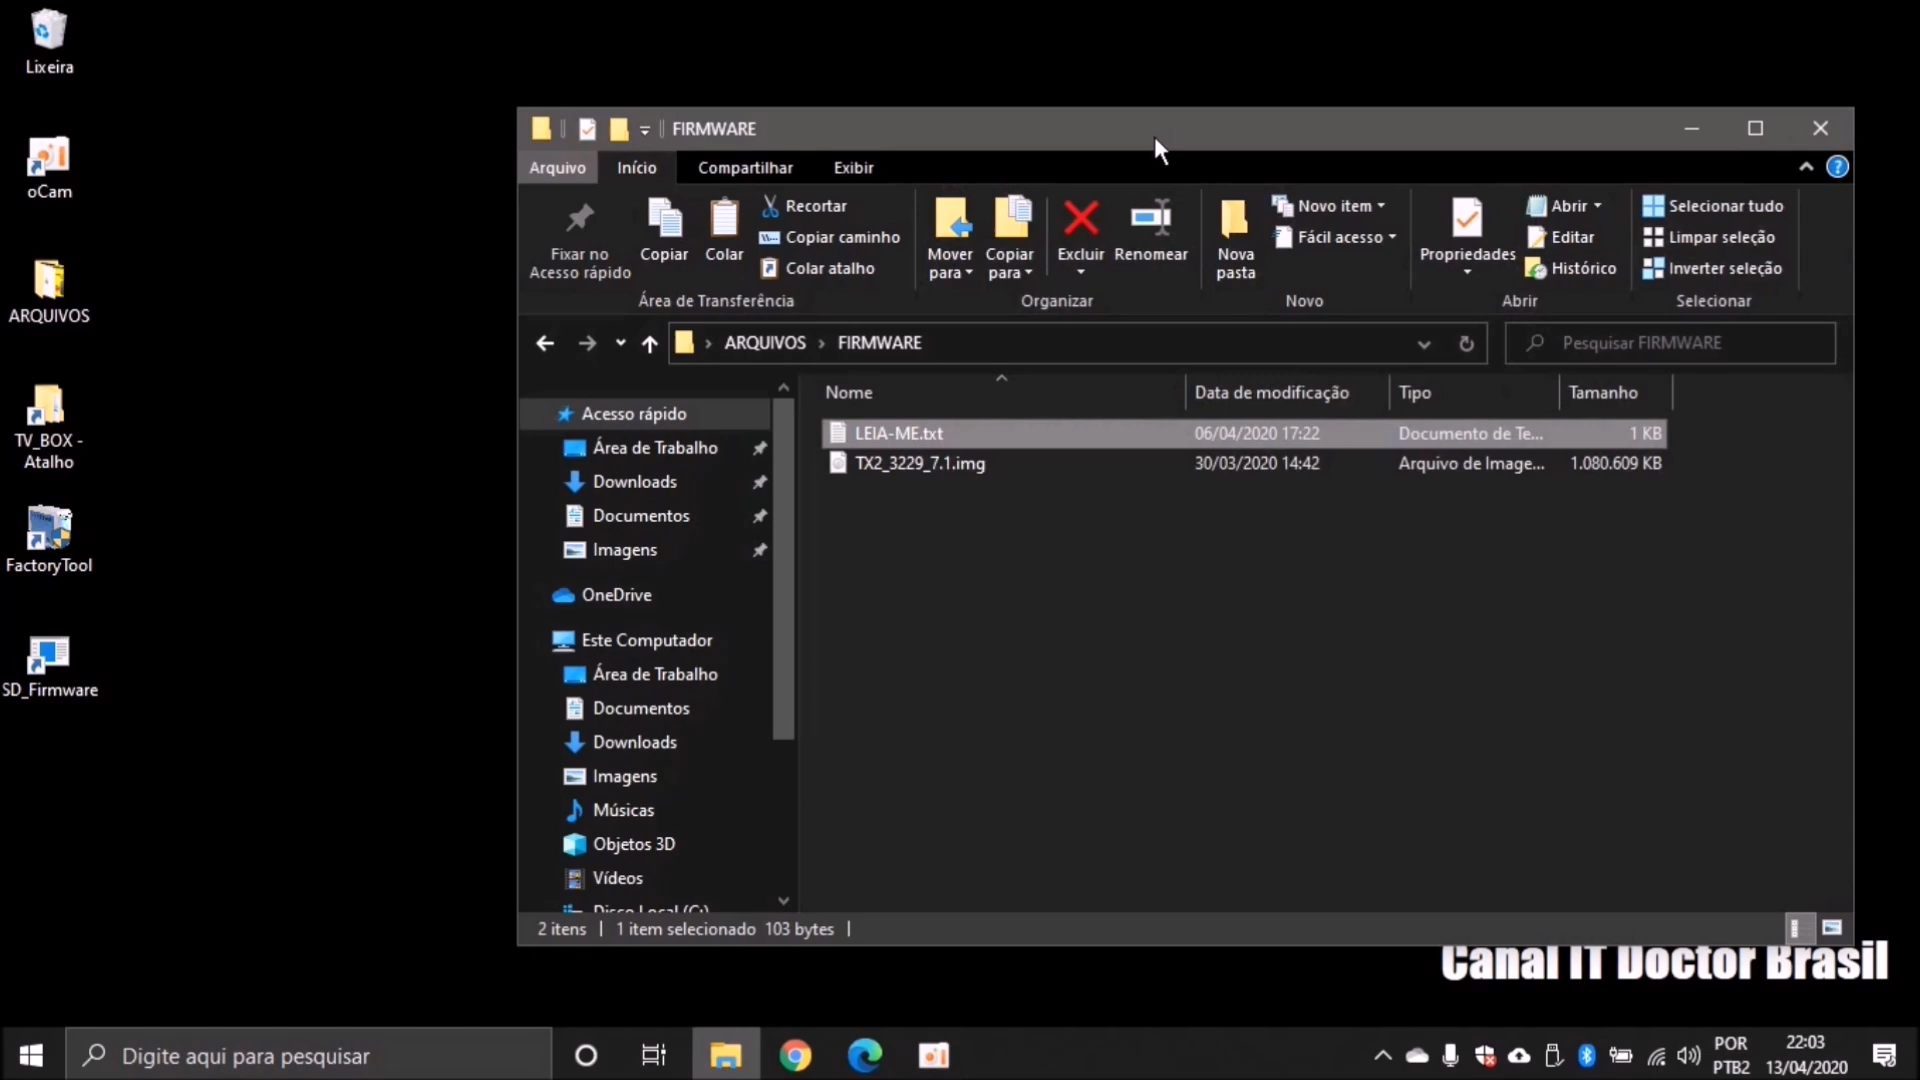 Lixeira
oCam
ARQUIVOS
TV_BOX -
Atalho
FactoryTool
SD_Firmware
FIRMWARE
Arquivo
Início
Compartilhar
Exibir
Fixar no
Acesso rápido
Copiar
Colar
Recortar
Copiar caminho
Colar atalho
Área de Transferência
Mover
para
Copiar
para
Excluir
Renomear
Organizar
Nova
pasta
Novo item
Fácil acesso
Novo
Propriedades
Abrir
Editar
Histórico
Abrir
Selecionar tudo
Limpar seleção
Inverter seleção
Selecionar
ARQUIVOS > FIRMWARE
Pesquisar FIRMWARE
Nome Data de modificação Tipo Tamanho
LEIA-ME.txt 06/04/2020 17:22 Documento de Te... 1 KB
TX2_3229_7.1.img 30/03/2020 14:42 Arquivo de Image... 1.080.609 KB
Acesso rápido
Área de Trabalho
Downloads
Documentos
Imagens
OneDrive
Este Computador
Área de Trabalho
Documentos
Downloads
Imagens
Músicas
Objetos 3D
Vídeos
Disco Local (C:)
2 itens | 1 item selecionado 103 bytes |
Canal IT Doctor Brasil
Digite aqui para pesquisar
POR
PTB2
22:03
13/04/2020